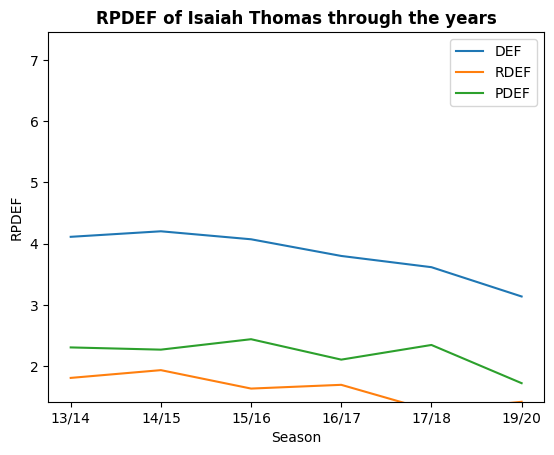 RPDEF of Isaiah Thomas through the years
DEF
RDEF
PDEF
7
6
5
4
3
2
RPDEF
13/14 14/15 15/16 16/17 17/18 19/20
Season